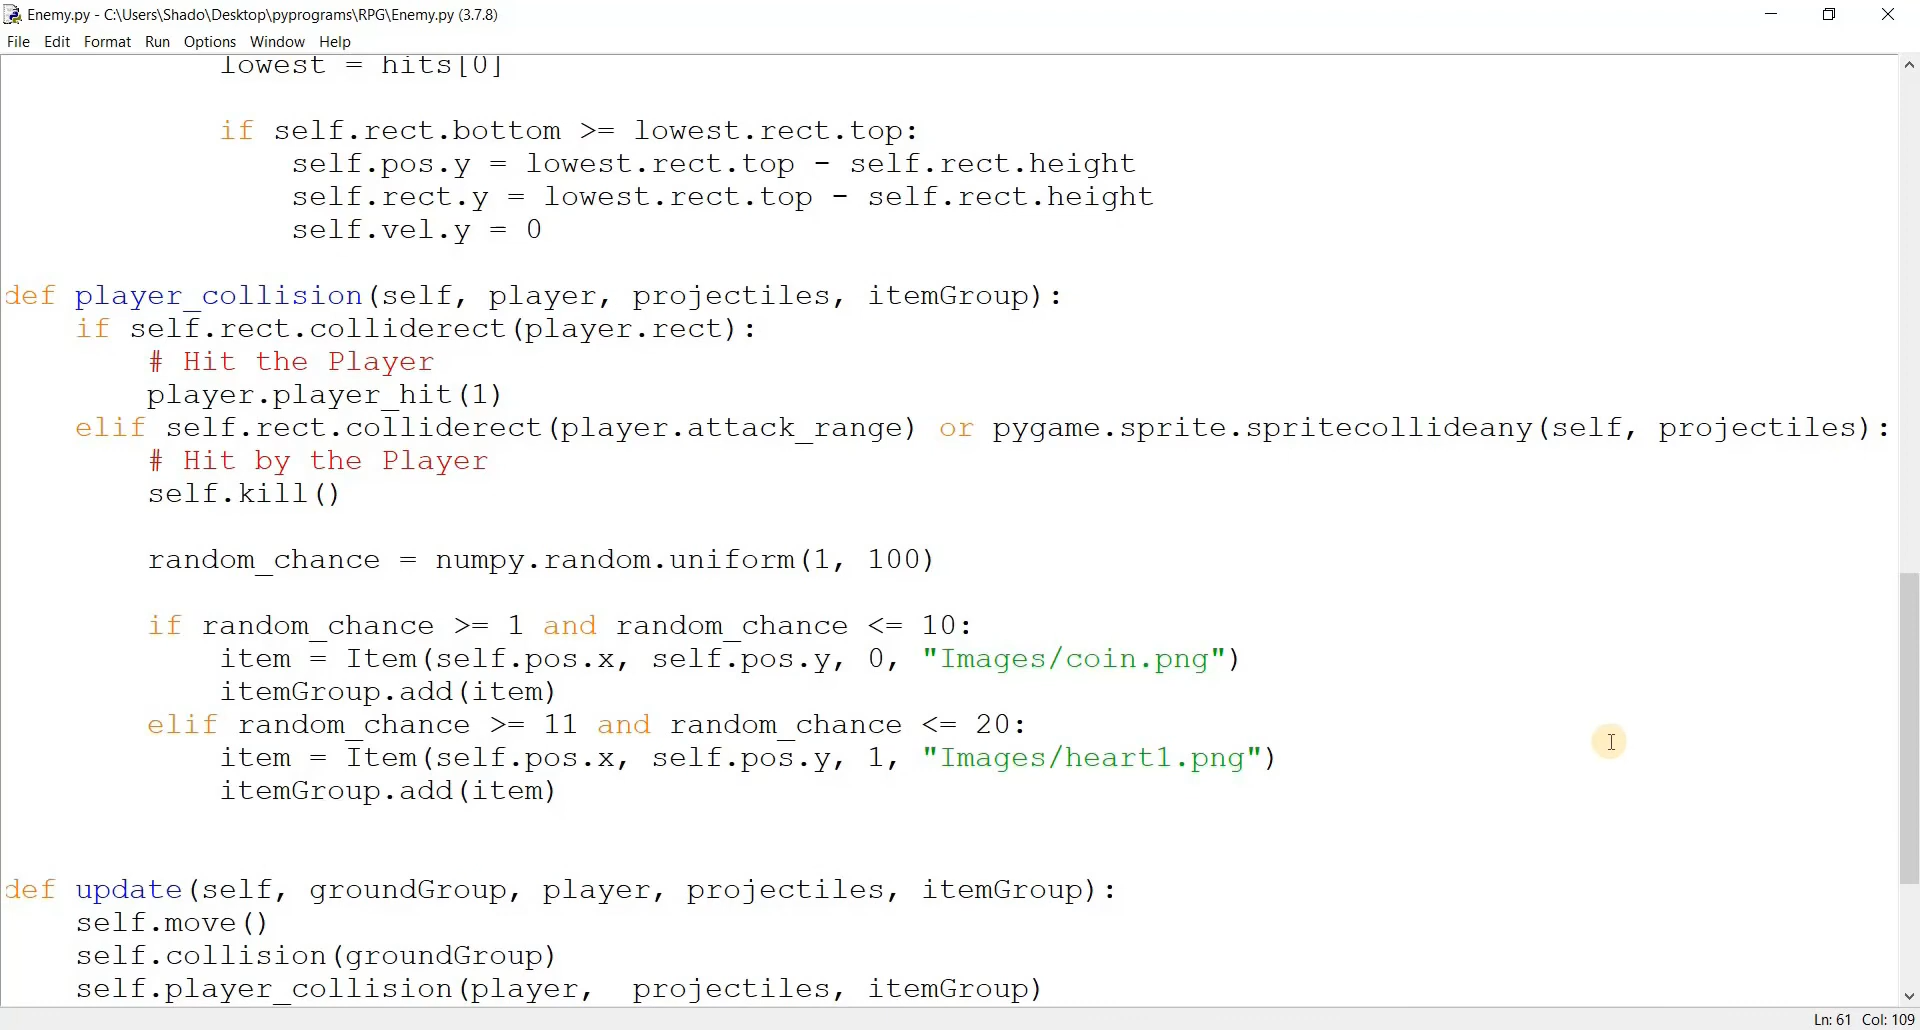 Enemy.py - C:\Users\Shado\Desktop\pyprograms\RPG\Enemy.py (3.7.8)
File Edit Format Run Options Window Help
lowest = hits[0]
if self.rect.bottom >= lowest.rect.top:
self.pos.y = lowest.rect.top - self.rect.height
self.rect.y = lowest.rect.top - self.rect.height
self.vel.y = 0
def player_collision(self, player, projectiles, itemGroup):
if self.rect.colliderect(player.rect):
# Hit the Player
player.player_hit(1)
elif self.rect.colliderect(player.attack_range) or pygame.sprite.spritecollideany(self, projectiles):
# Hit by the Player
self.kill()
random_chance = numpy.random.uniform(1, 100)
if random_chance >= 1 and random_chance <= 10:
item = Item(self.pos.x, self.pos.y, 0, "Images/coin.png")
itemGroup.add(item)
elif random_chance >= 11 and random_chance <= 20:
item = Item(self.pos.x, self.pos.y, 1, "Images/heart1.png")
itemGroup.add(item)
def update(self, groundGroup, player, projectiles, itemGroup):
self.move()
self.collision(groundGroup)
self.player_collision(player,  projectiles, itemGroup)
Ln: 61 Col: 109